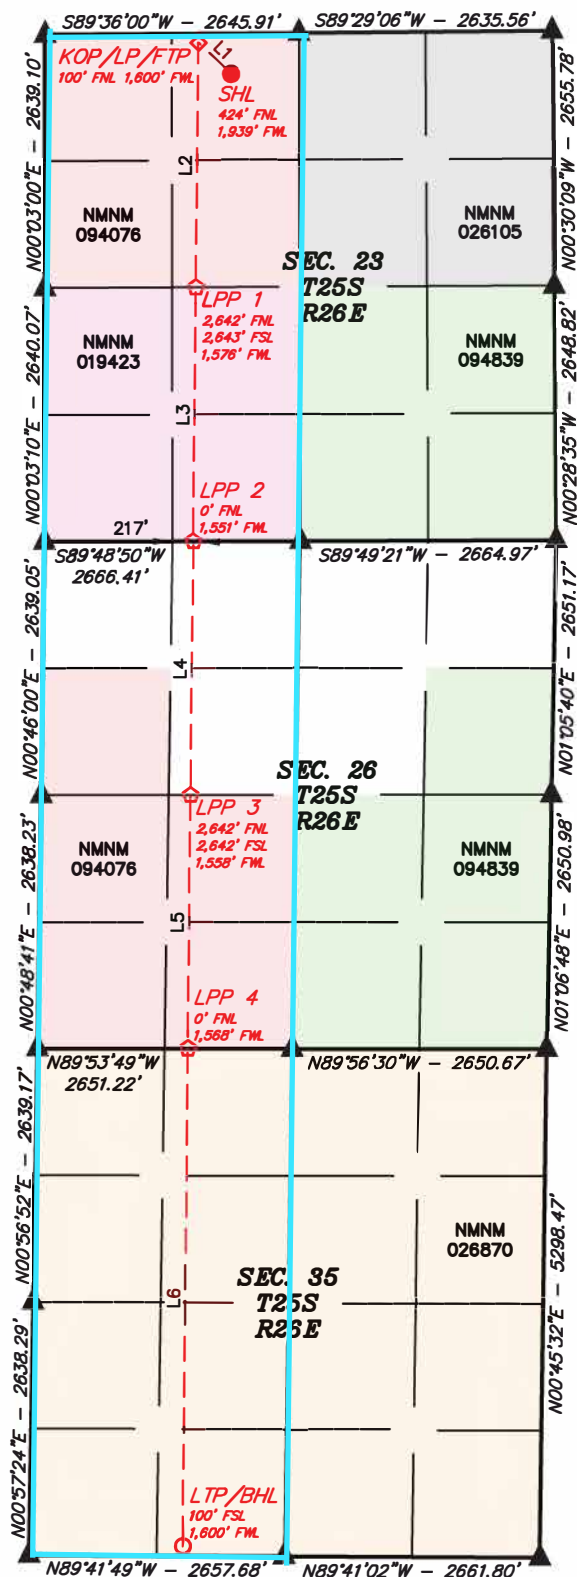 S89°36'00"W - 2645.91'
S89°29'06"W - 2635.56'
KOP/LP/FTP
100' FNL 1,600' FWL
L1
SHL
424' FNL
1,939' FWL
N00°03'00"E - 2639.10'
N00°30'09"W - 2655.78'
L2
NMNM
094076
NMNM
026105
SEC. 23
T25S
R26E
LPP 1
2,642' FNL
2,643' FSL
1,576' FWL
NMNM
019423
NMNM
094839
N00°03'10"E - 2640.07'
N00°28'35"W - 2648.82'
L3
LPP 2
0' FNL
1,551' FWL
217'
S89°48'50"W
2666.41'
S89°49'21"W - 2664.97'
N00°46'00"E - 2639.05'
N01°05'40"E - 2651.17'
L4
SEC. 26
T25S
R26E
LPP 3
2,642' FNL
2,642' FSL
1,558' FWL
NMNM
094076
NMNM
094839
N00°48'41"E - 2638.23'
N01°06'48"E - 2650.98'
L5
LPP 4
0' FNL
1,568' FWL
N89°53'49"W
2651.22'
N89°56'30"W - 2650.67'
N00°56'52"E - 2639.17'
NMNM
026870
N00°45'32"E - 5298.47'
SEC. 35
T25S
R26E
L6
N00°57'24"E - 2638.29'
LTP/BHL
100' FSL
1,600' FWL
N89°41'49"W - 2657.68'
N89°41'02"W - 2661.80'